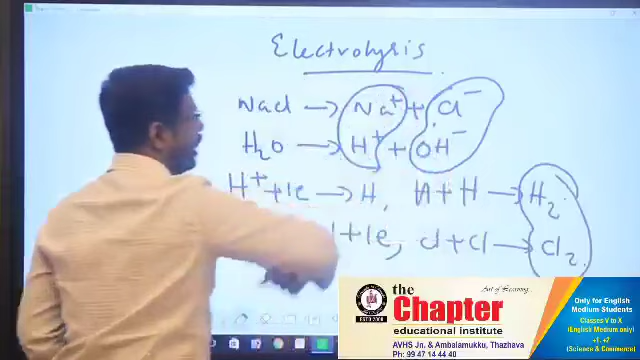 Electrolysis
Nacl → Na⁺ + Cl⁻
H₂O → H⁺ + OH⁻
H⁺ + 1e → H, H + H → H₂
+ 1e, Cl + Cl → Cl₂
the
Art of Learning
Chapter
ESTD 2008
educational institute
AVHS Jn. & Ambalamukku, Thazhava
Ph: 99 47 14 44 40
Only for English
Medium Students
Classes V to X
(English Medium only)
+1, +2
(Science & Commerce)